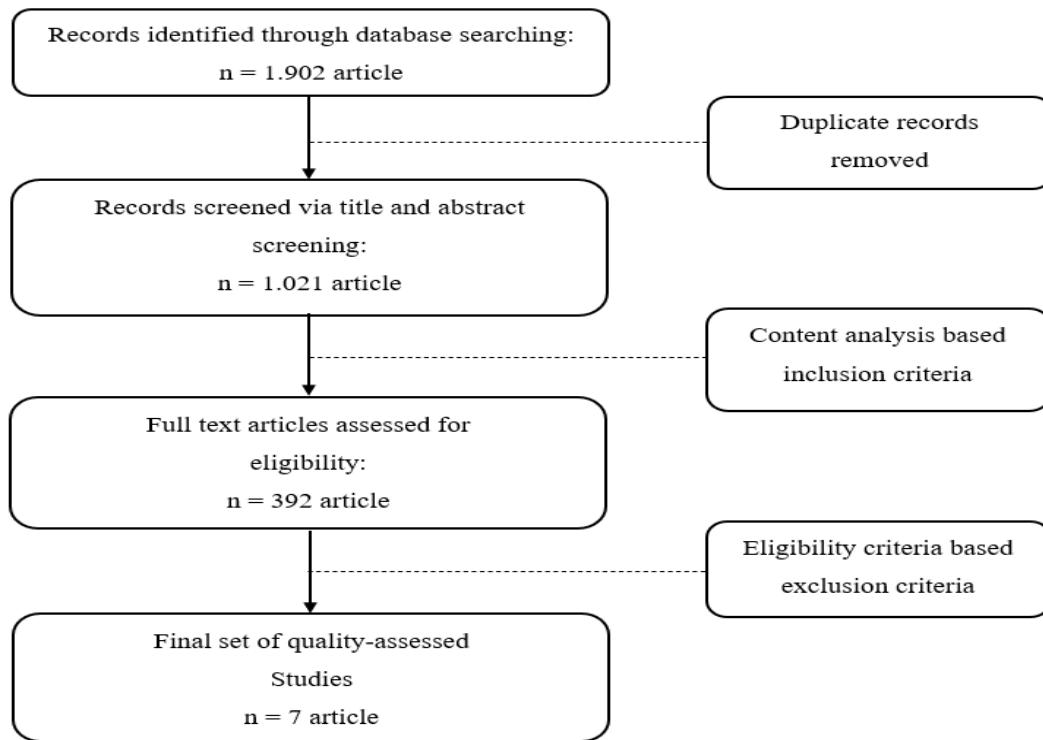 Records identified through database searching:
n = 1.902 article
Duplicate records
removed
Records screened via title and abstract
screening:
n = 1.021 article
Content analysis based
inclusion criteria
Full text articles assessed for
eligibility:
n = 392 article
Eligibility criteria based
exclusion criteria
Final set of quality-assessed
Studies
n = 7 article